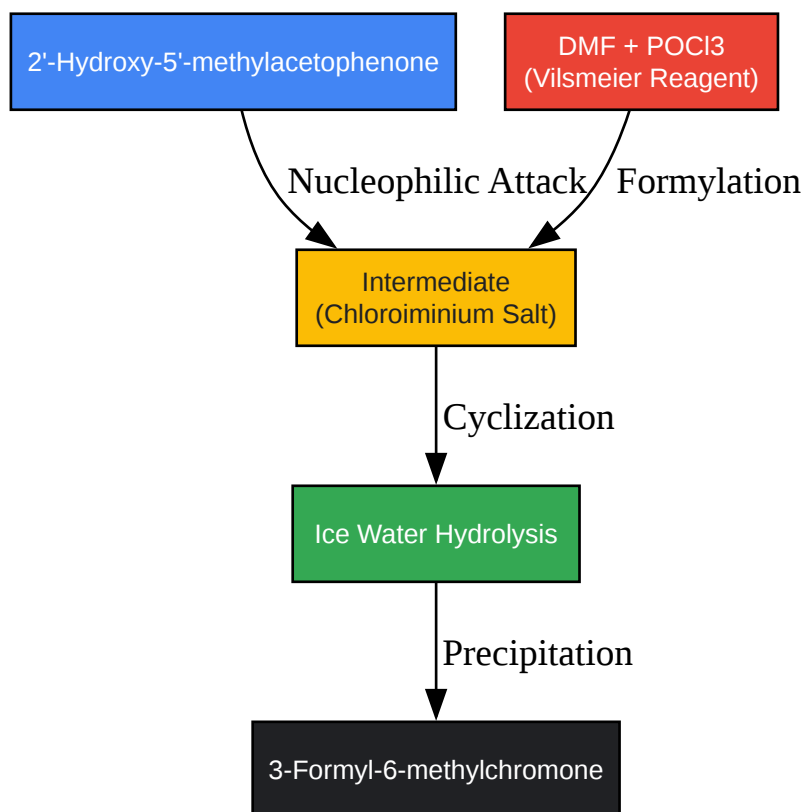 2'-Hydroxy-5'-methylacetophenone
DMF + POCl3
(Vilsmeier Reagent)
Nucleophilic Attack
Formylation
Intermediate
(Chloroiminium Salt)
Cyclization
Ice Water Hydrolysis
Precipitation
3-Formyl-6-methylchromone